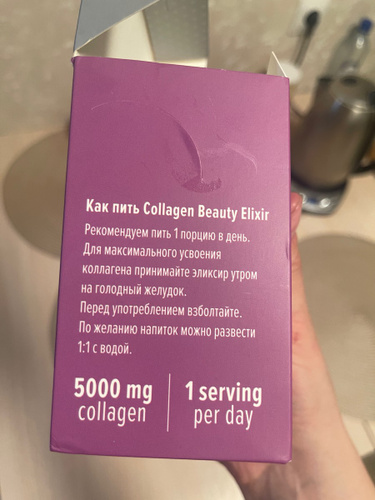 Как пить Collagen Beauty Elixir
Рекомендуем пить 1 порцию в день.
Для максимального усвоения
коллагена принимайте эликсир утром
на голодный желудок.
Перед употреблением взболтайте.
По желанию напиток можно развести
1:1 с водой.
5000 mg
collagen
1 serving
per day